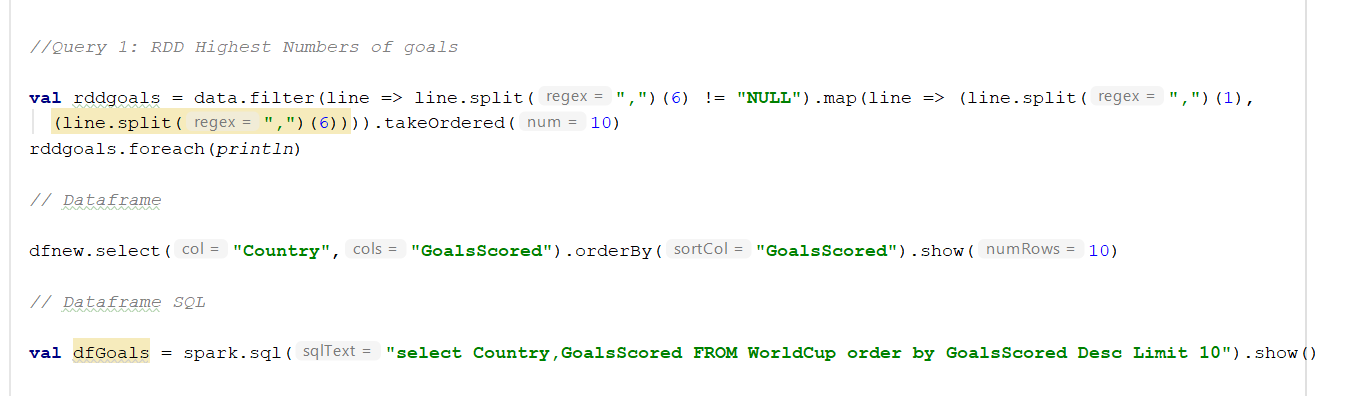 //Query 1: RDD Highest Numbers of goals
val rddgoals = data.filter(line => line.split( regex = ",")(6) != "NULL").map(line => (line.split( regex = ",")(1),
(line.split( regex = ",")(6)))).takeOrdered( num = 10)
rddgoals.foreach(println)
// Dataframe
dfnew.select( col = "Country", cols = "GoalsScored").orderBy( sortCol = "GoalsScored").show( numRows = 10)
// Dataframe SQL
val dfGoals = spark.sql( sqlText = "select Country,GoalsScored FROM WorldCup order by GoalsScored Desc Limit 10").show()